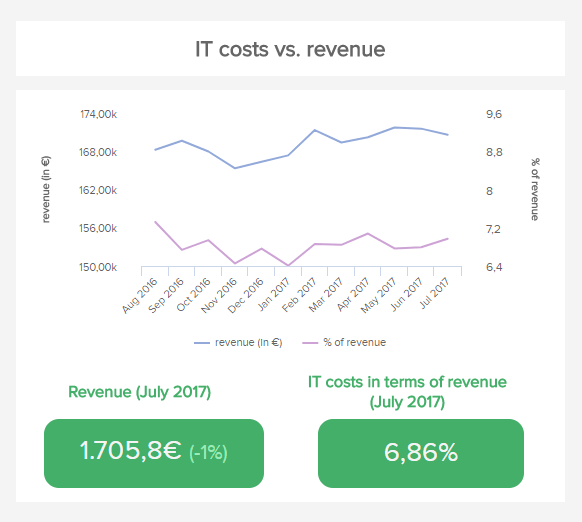 IT costs vs. revenue
174,00k
168,00k
162,00k
156,00k
150,00k
revenue (in €)
9,6
8,8
8
7,2
6,4
% of revenue
Aug 2016
Sep 2016
Oct 2016
Nov 2016
Dec 2016
Jan 2017
Feb 2017
Mar 2017
Apr 2017
May 2017
Jun 2017
Jul 2017
revenue (in €)
% of revenue
Revenue (July 2017)
1.705,8€ (-1%)
IT costs in terms of revenue
(July 2017)
6,86%